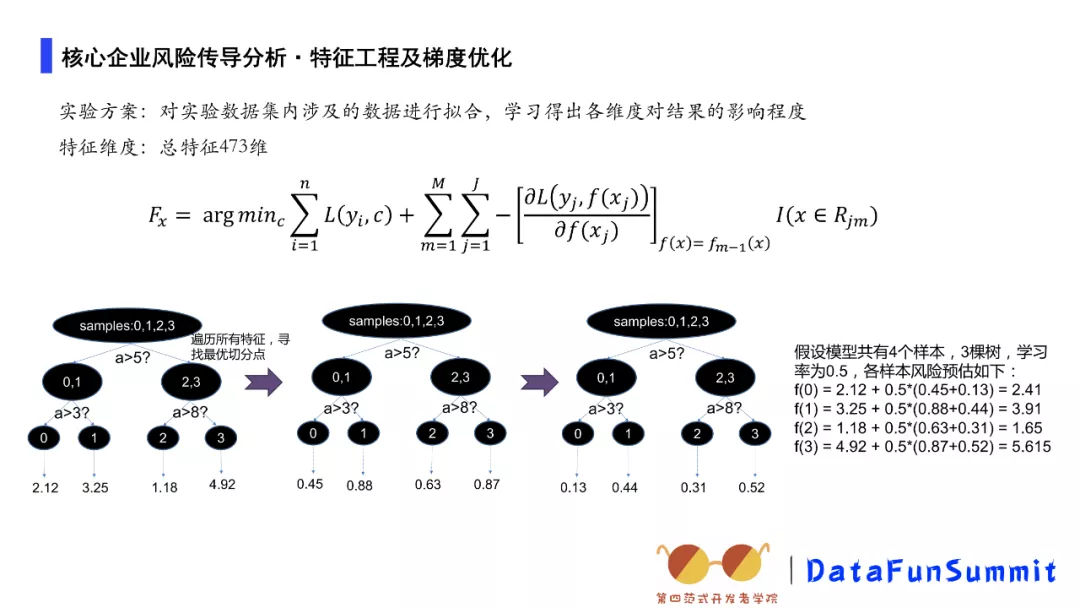 核心企业风险传导分析·特征工程及梯度优化
实验方案：对实验数据集内涉及的数据进行拟合，学习得出各维度对结果的影响程度
特征维度：总特征473维
F_x = arg min_c \sum_{i=1}^{n} L(y_i, c) + \sum_{m=1}^{M} \sum_{j=1}^{J} - [∂L(y_j, f(x_j)) / ∂f(x_j)]_{f(x)=f_{m-1}(x)} I(x ∈ R_{jm})
samples:0,1,2,3
遍历所有特征，寻
找最优切分点
a>5?
0,1
2,3
a>3?
a>8?
0
1
2
3
2.12
3.25
1.18
4.92
samples:0,1,2,3
a>5?
0,1
2,3
a>3?
a>8?
0
1
2
3
0.45
0.88
0.63
0.87
samples:0,1,2,3
a>5?
0,1
2,3
a>3?
a>8?
0
1
2
3
0.13
0.44
0.31
0.52
假设模型共有4个样本，3棵树，学习
率为0.5，各样本风险预估如下：
f(0) = 2.12 + 0.5*(0.45+0.13) = 2.41
f(1) = 3.25 + 0.5*(0.88+0.44) = 3.91
f(2) = 1.18 + 0.5*(0.63+0.31) = 1.65
f(3) = 4.92 + 0.5*(0.87+0.52) = 5.615
第四范式开发者学院
DataFunSummit